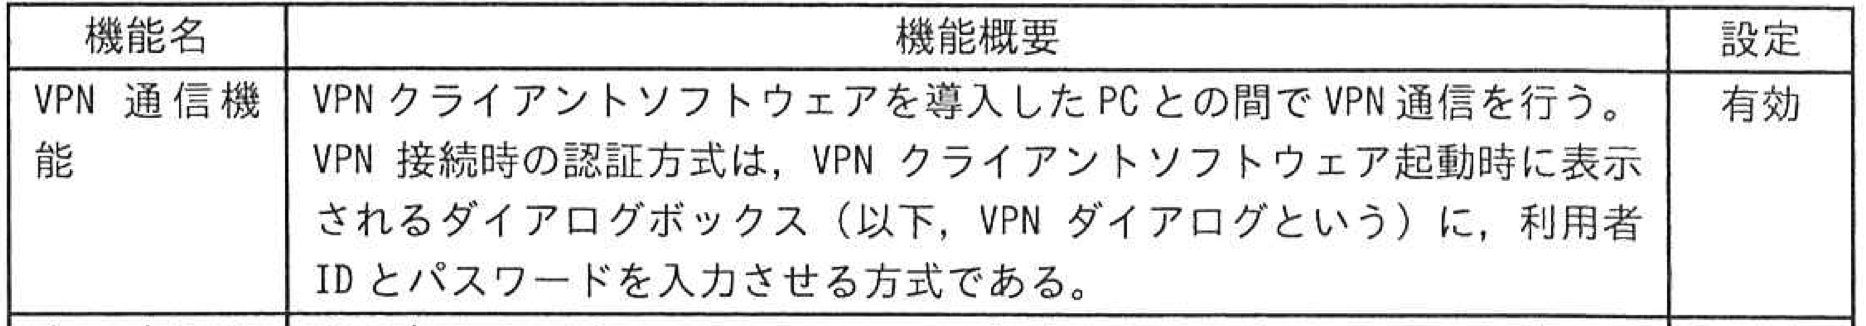 機能名 機能概要 設定
VPN 通信機 VPN クライアントソフトウェアを導入した PC との間で VPN 通信を行う。 有効
能 VPN 接続時の認証方式は，VPN クライアントソフトウェア起動時に表示
されるダイアログボックス（以下，VPN ダイアログという）に，利用者
ID とパスワードを入力させる方式である。